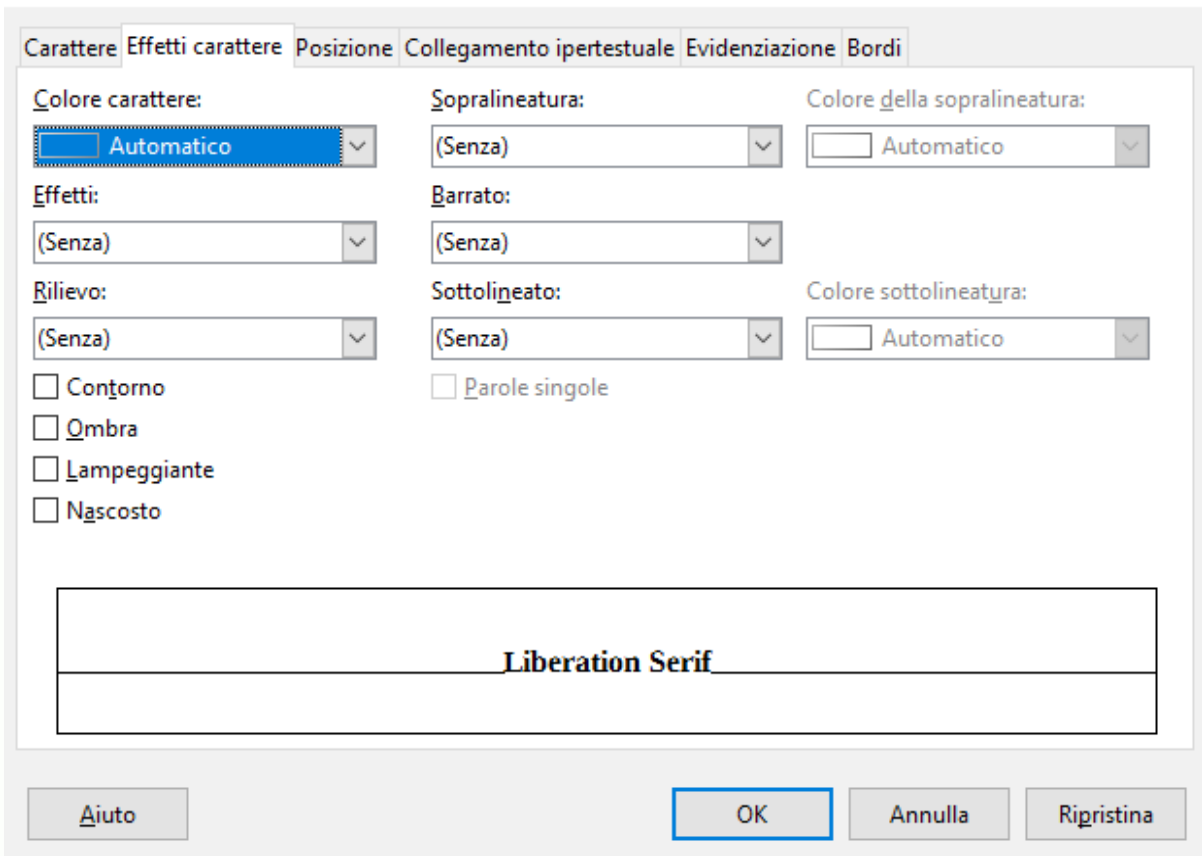 Carattere Effetti carattere Posizione Collegamento ipertestuale Evidenziazione Bordi
Colore carattere: Sopralineatura: Colore della sopralineatura:
Automatico (Senza) Automatico
Effetti: Barrato:
(Senza) (Senza)
Rilievo: Sottolineato: Colore sottolineatura:
(Senza) (Senza) Automatico
Contorno Parole singole
Ombra
Lampeggiante
Nascosto
Liberation Serif
Aiuto OK Annulla Ripristina